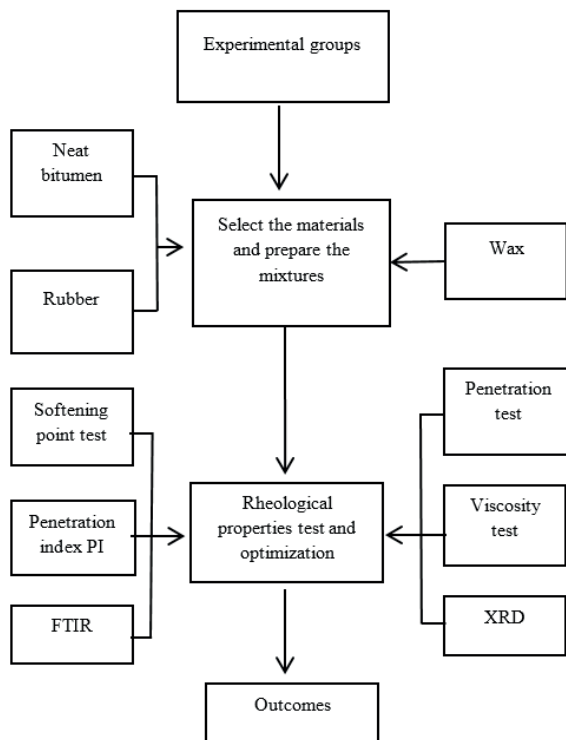 Experimental groups
Neat
bitumen
Rubber
Select the materials
and prepare the
mixtures
Wax
Softening
point test
Penetration
index PI
FTIR
Rheological
properties test and
optimization
Penetration
test
Viscosity
test
XRD
Outcomes